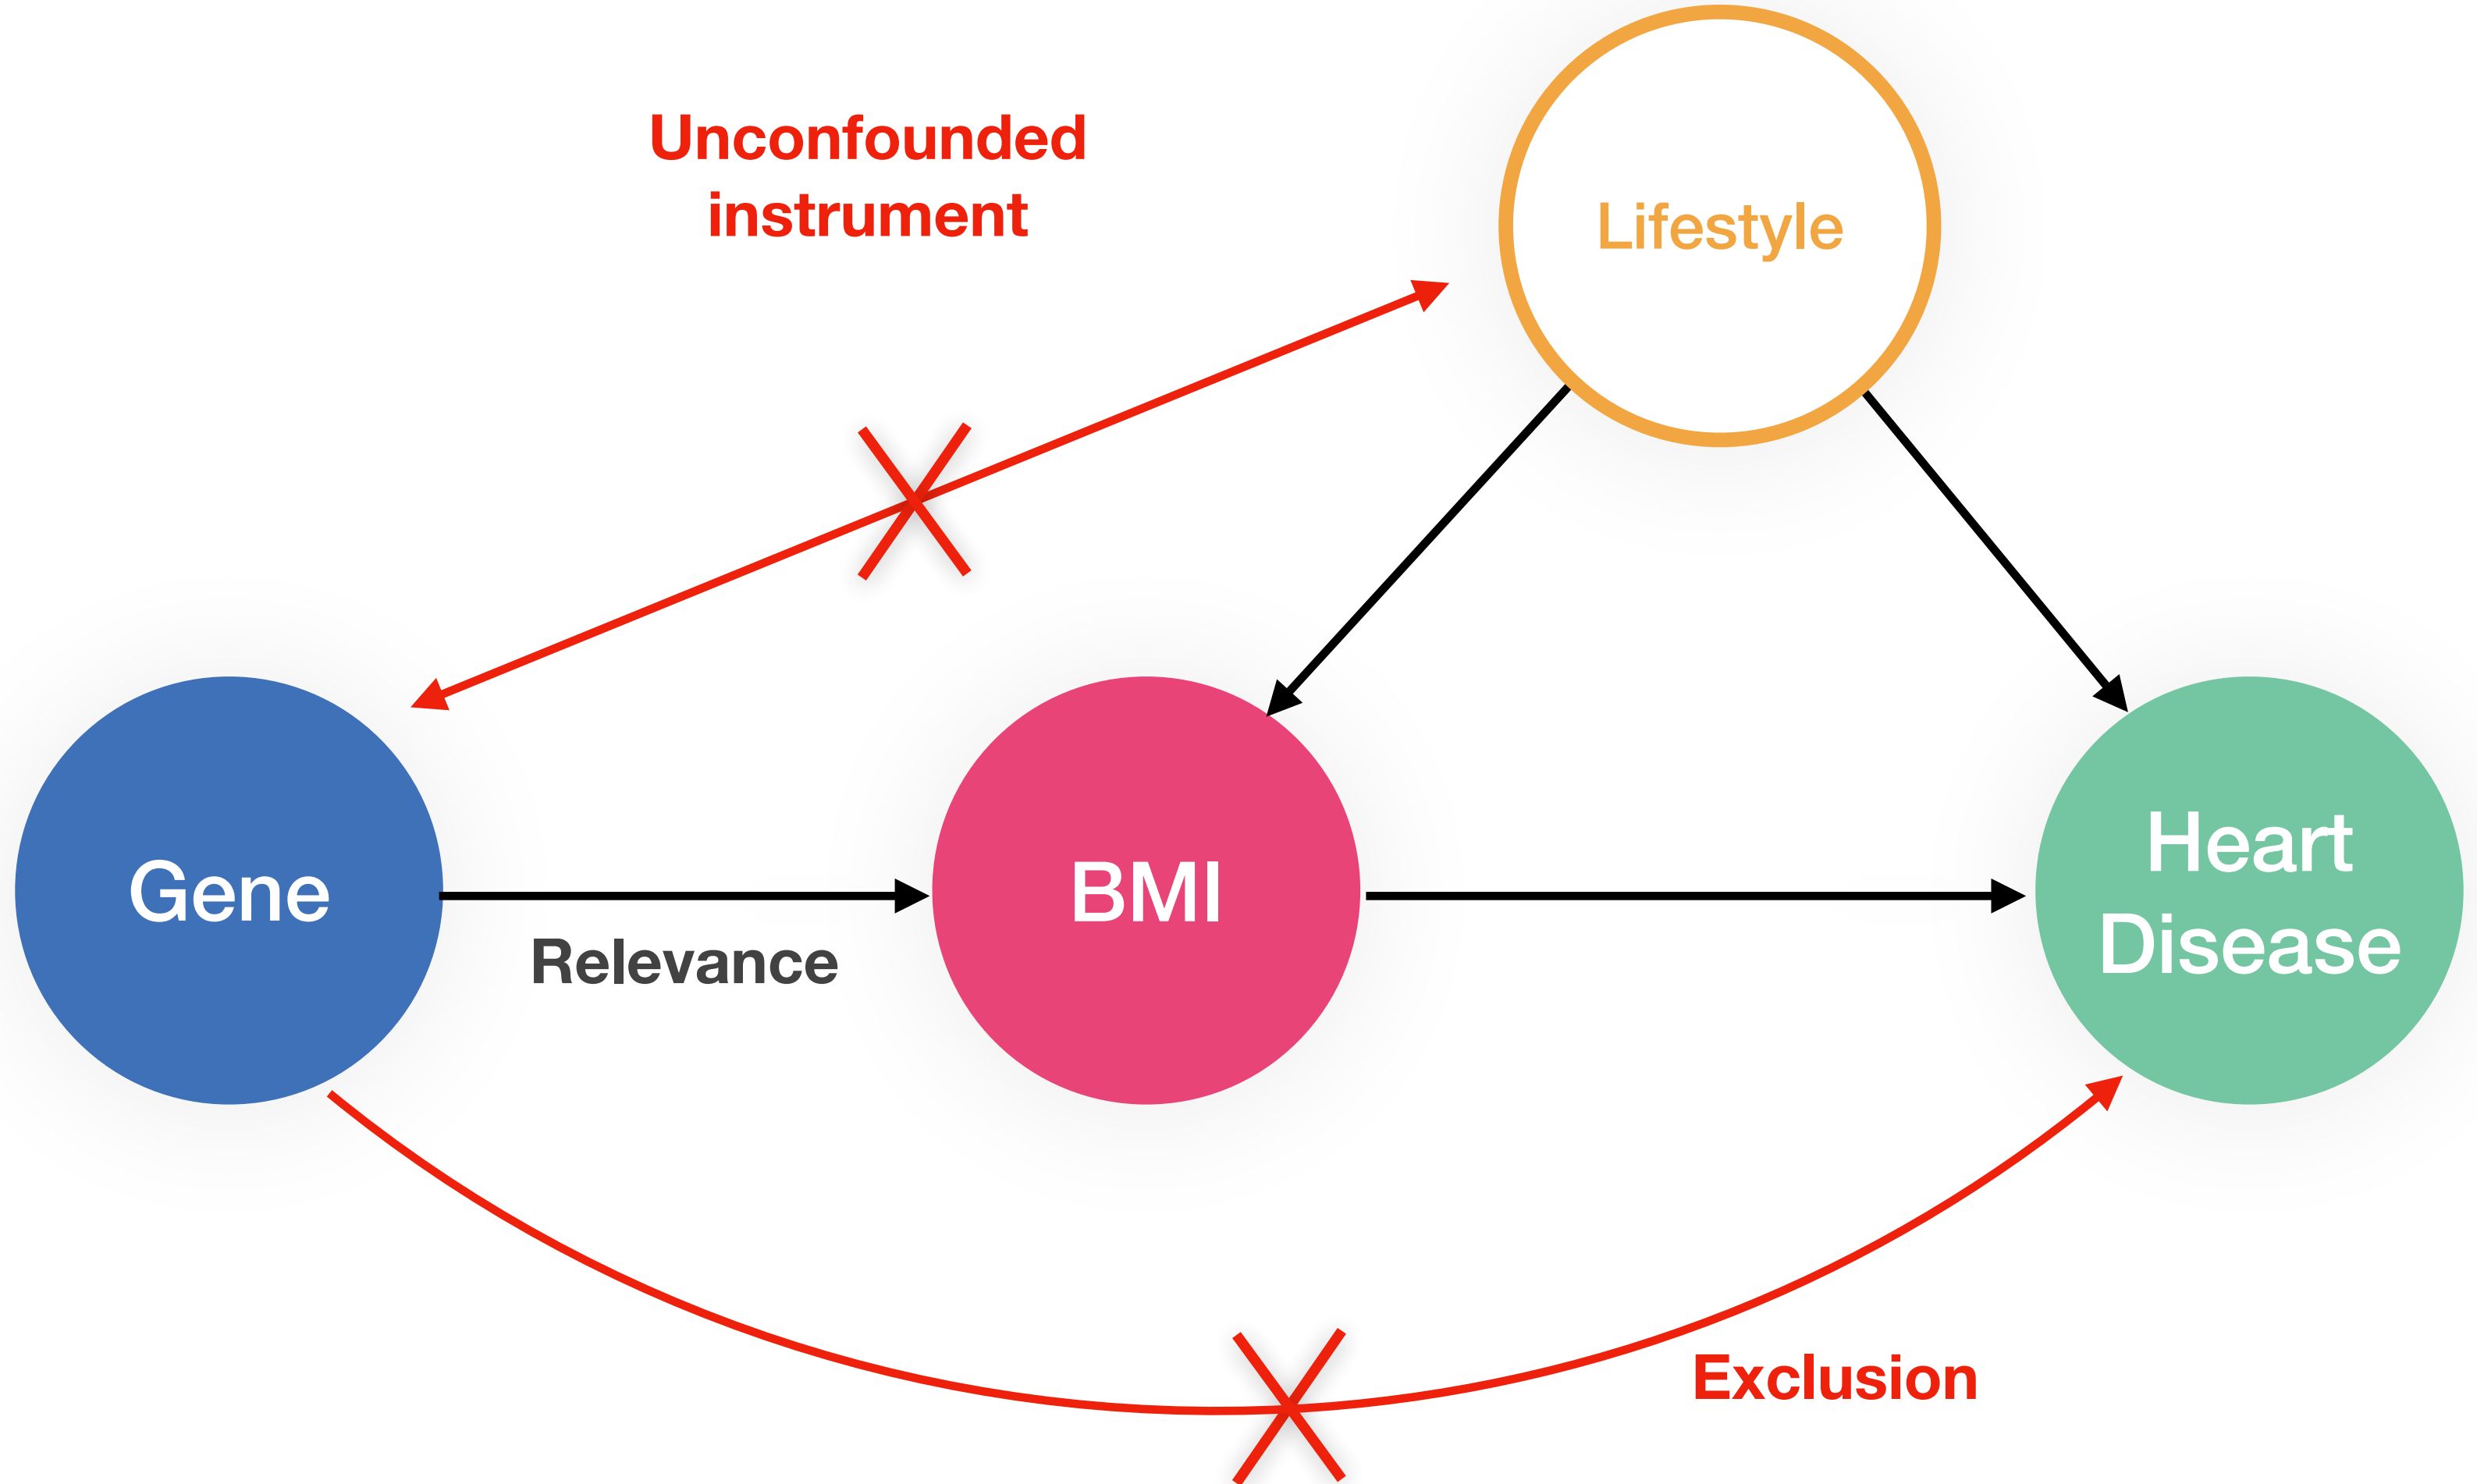 Unconfounded
instrument
Lifestyle
Gene
Relevance
BMI
Heart
Disease
Exclusion